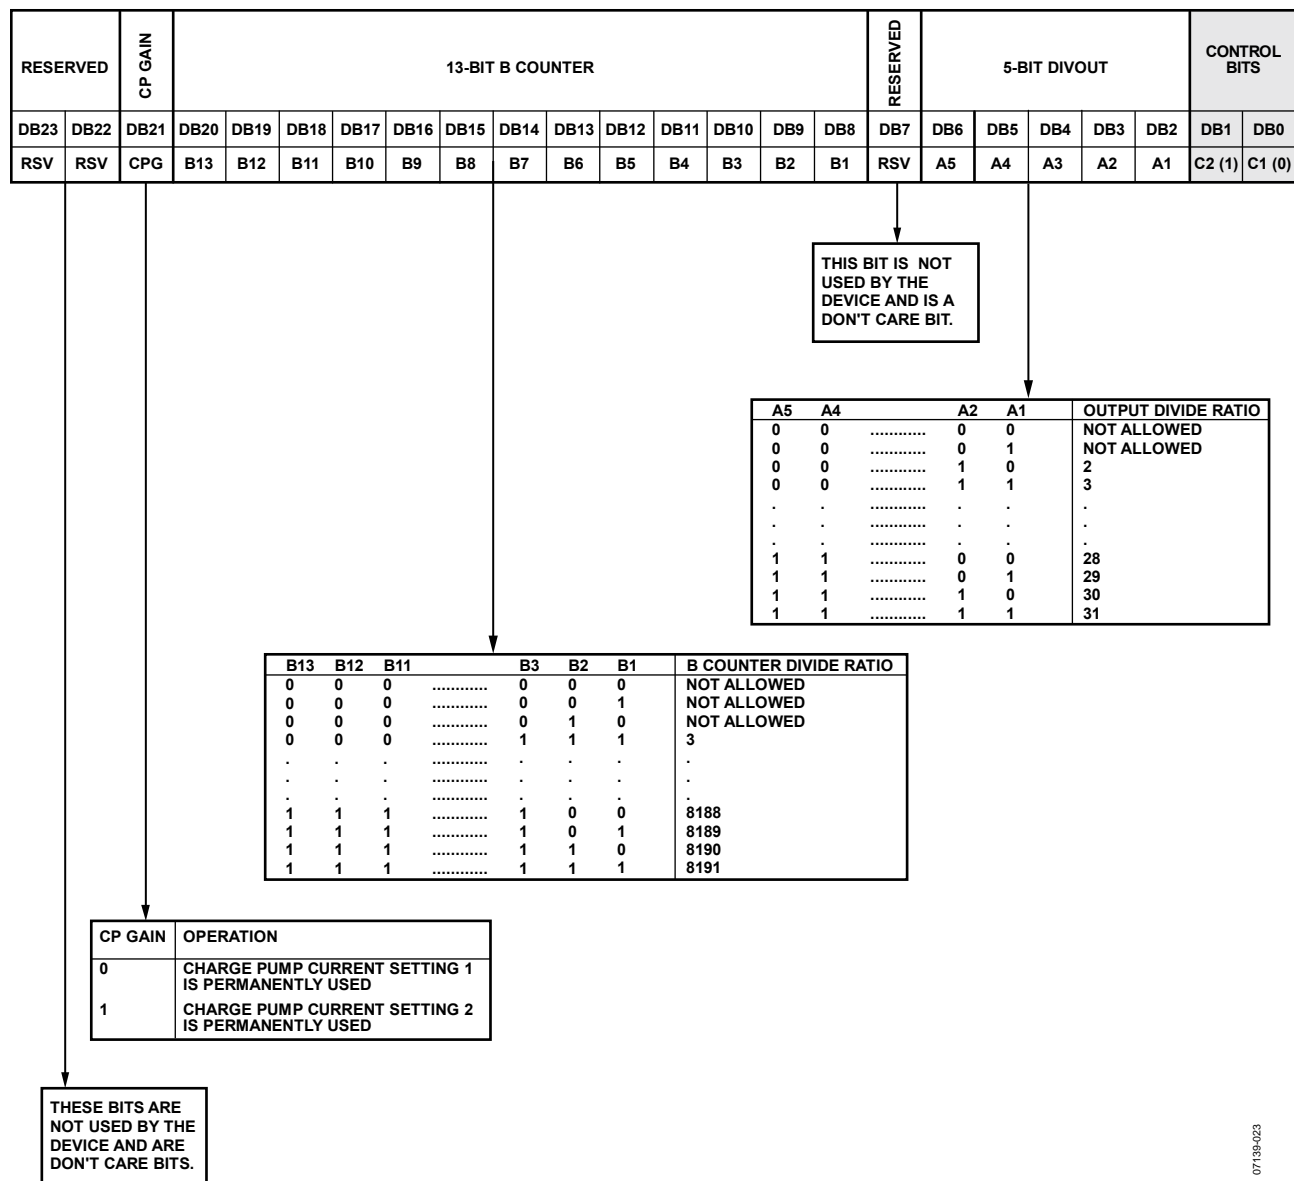 RESERVED CP GAIN 13-BIT B COUNTER RESERVED 5-BIT DIVOUT CONTROL
BITS
DB23 DB22 DB21 DB20 DB19 DB18 DB17 DB16 DB15 DB14 DB13 DB12 DB11 DB10 DB9 DB8 DB7 DB6 DB5 DB4 DB3 DB2 DB1 DB0
RSV RSV CPG B13 B12 B11 B10 B9 B8 B7 B6 B5 B4 B3 B2 B1 RSV A5 A4 A3 A2 A1 C2 (1) C1 (0)
THIS BIT IS NOT
USED BY THE
DEVICE AND IS A
DON'T CARE BIT.
A5 A4 A2 A1 OUTPUT DIVIDE RATIO
0 0 ............ 0 0 NOT ALLOWED
0 0 ............ 0 1 NOT ALLOWED
0 0 ............ 1 0 2
0 0 ............ 1 1 3
. . ............ . . .
. . ............ . . .
. . ............ . . .
1 1 ............ 0 0 28
1 1 ............ 0 1 29
1 1 ............ 1 0 30
1 1 ............ 1 1 31
B13 B12 B11 B3 B2 B1 B COUNTER DIVIDE RATIO
0 0 0 ............ 0 0 0 NOT ALLOWED
0 0 0 ............ 0 0 1 NOT ALLOWED
0 0 0 ............ 0 1 0 NOT ALLOWED
0 0 0 ............ 1 1 1 3
. . . ............ . . . .
. . . ............ . . . .
. . . ............ . . . .
1 1 1 ............ 1 0 0 8188
1 1 1 ............ 1 0 1 8189
1 1 1 ............ 1 1 0 8190
1 1 1 ............ 1 1 1 8191
CP GAIN OPERATION
0 CHARGE PUMP CURRENT SETTING 1
IS PERMANENTLY USED
1 CHARGE PUMP CURRENT SETTING 2
IS PERMANENTLY USED
THESE BITS ARE
NOT USED BY THE
DEVICE AND ARE
DON'T CARE BITS.
07139-023